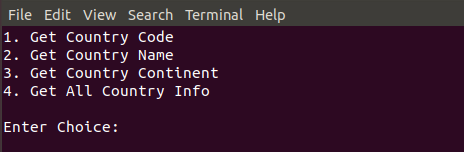 File Edit View Search Terminal Help
1. Get Country Code
2. Get Country Name
3. Get Country Continent
4. Get All Country Info
Enter Choice: